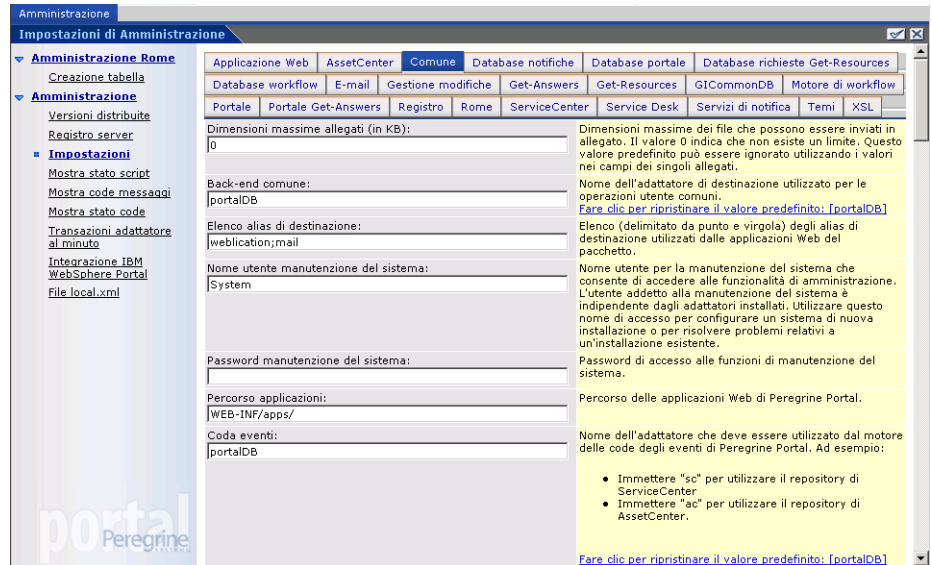 Amministrazione
Impostazioni di Amministrazione
Amministrazione Rome
Creazione tabella
Amministrazione
Versioni distribuite
Registro server
Impostazioni
Mostra stato script
Mostra code messaggi
Mostra stato code
Transazioni adattatore
al minuto
Integrazione IBM
WebSphere Portal
File local.xml
portal
Peregrine
SYSTEMS
Applicazione Web AssetCenter Comune Database notifiche Database portale Database richieste Get-Resources
Database workflow E-mail Gestione modifiche Get-Answers Get-Resources GICommonDB Motore di workflow
Portale Portale Get-Answers Registro Rome ServiceCenter Service Desk Servizi di notifica Temi XSL
Dimensioni massime allegati (in KB):
0
Dimensioni massime dei file che possono essere inviati in
allegato. Il valore 0 indica che non esiste un limite. Questo
valore predefinito può essere ignorato utilizzando i valori
nei campi dei singoli allegati.
Back-end comune:
portalDB
Nome dell'adattatore di destinazione utilizzato per le
operazioni utente comuni.
Fare clic per ripristinare il valore predefinito: [portalDB]
Elenco alias di destinazione:
weblication;mail
Elenco (delimitato da punto e virgola) degli alias di
destinazione utilizzati dalle applicazioni Web del
pacchetto.
Nome utente manutenzione del sistema:
System
Nome utente per la manutenzione del sistema che
consente di accedere alle funzionalità di amministrazione.
L'utente addetto alla manutenzione del sistema è
indipendente dagli adattatori installati. Utilizzare questo
nome di accesso per configurare un sistema di nuova
installazione o per risolvere problemi relativi a
un'installazione esistente.
Password manutenzione del sistema:
Password di accesso alle funzioni di manutenzione del
sistema.
Percorso applicazioni:
WEB-INF/apps/
Percorso delle applicazioni Web di Peregrine Portal.
Coda eventi:
portalDB
Nome dell'adattatore che deve essere utilizzato dal motore
delle code degli eventi di Peregrine Portal. Ad esempio:
• Immettere "sc" per utilizzare il repository di
ServiceCenter
• Immettere "ac" per utilizzare il repository di
AssetCenter.
Fare clic per ripristinare il valore predefinito: [portalDB]